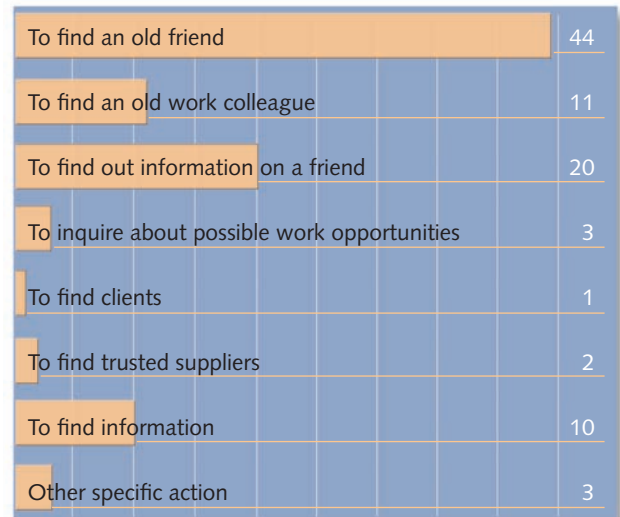 To find an old friend 44
To find an old work colleague 11
To find out information on a friend 20
To inquire about possible work opportunities 3
To find clients 1
To find trusted suppliers 2
To find information 10
Other specific action 3